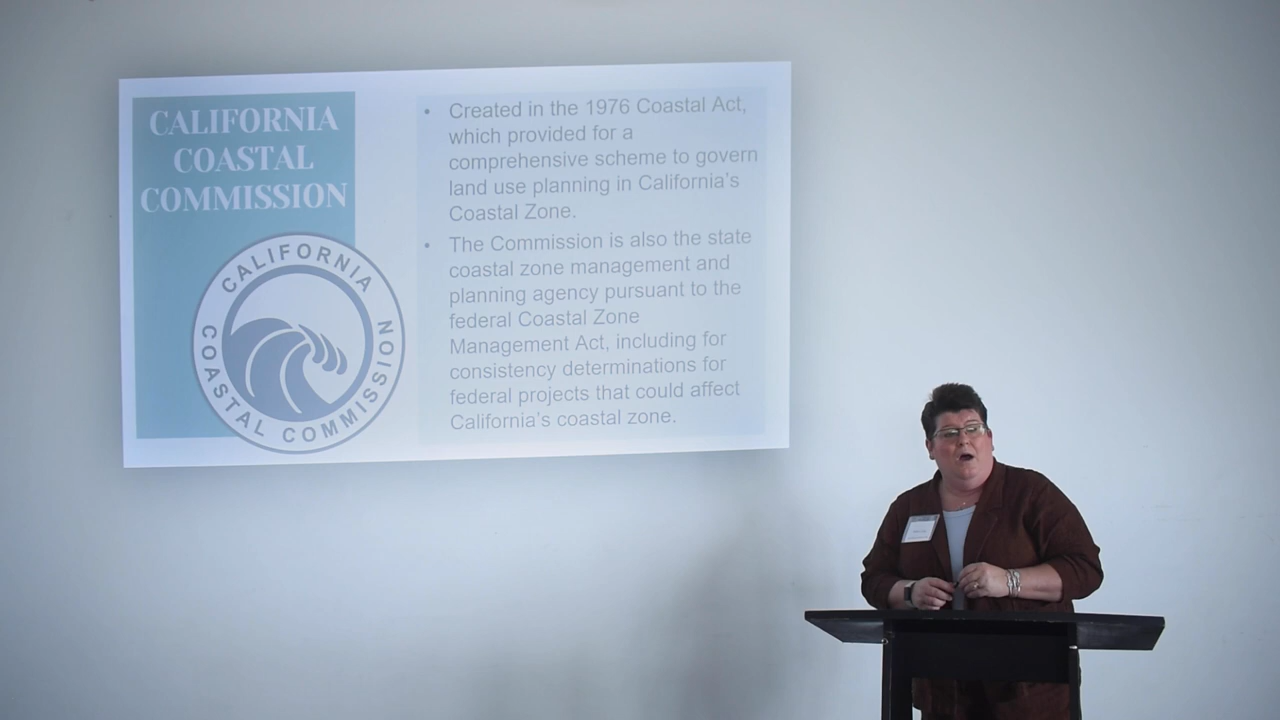 CALIFORNIA
COASTAL
COMMISSION
CALIFORNIA
COASTAL COMMISSION
• Created in the 1976 Coastal Act,
which provided for a
comprehensive scheme to govern
land use planning in California's
Coastal Zone.
• The Commission is also the state
coastal zone management and
planning agency pursuant to the
federal Coastal Zone
Management Act, including for
consistency determinations for
federal projects that could affect
California's coastal zone.